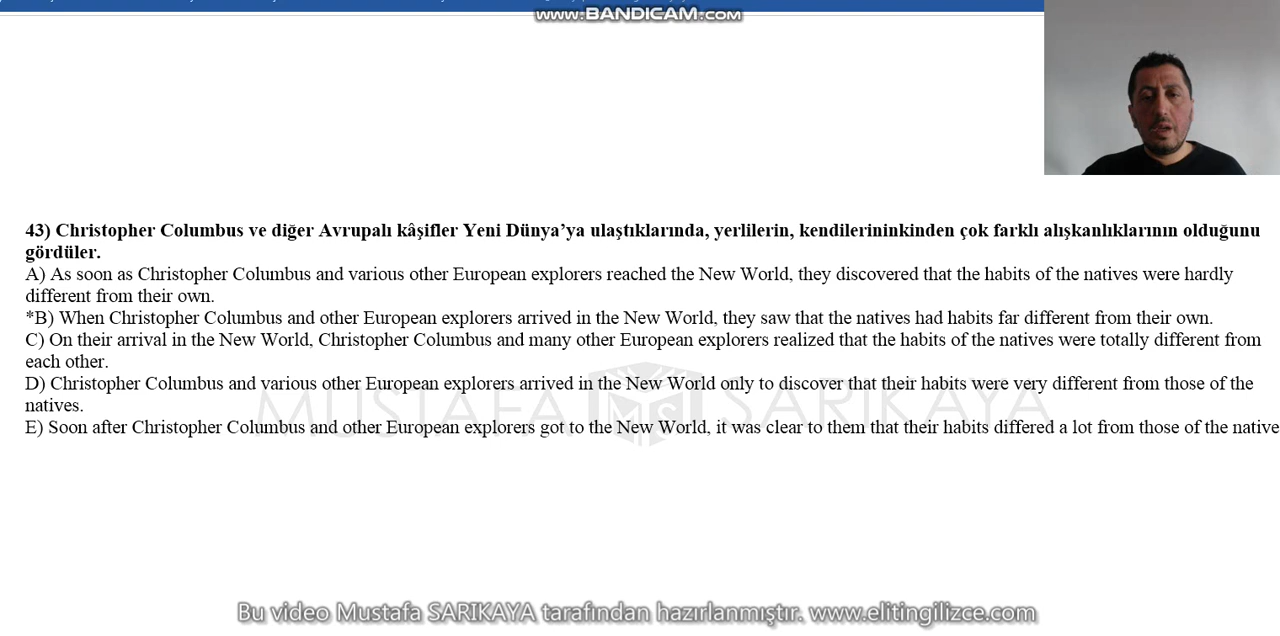 www.BANDICAM.com
43) Christopher Columbus ve diğer Avrupalı kâşifler Yeni Dünya’ya ulaştıklarında, yerlilerin, kendilerininkinden çok farklı alışkanlıklarının olduğunu
gördüler.
A) As soon as Christopher Columbus and various other European explorers reached the New World, they discovered that the habits of the natives were hardly
different from their own.
*B) When Christopher Columbus and other European explorers arrived in the New World, they saw that the natives had habits far different from their own.
C) On their arrival in the New World, Christopher Columbus and many other European explorers realized that the habits of the natives were totally different from
each other.
D) Christopher Columbus and various other European explorers arrived in the New World only to discover that their habits were very different from those of the
natives.
MUSTAFA MS SARIKAYA
E) Soon after Christopher Columbus and other European explorers got to the New World, it was clear to them that their habits differed a lot from those of the native
Bu video Mustafa SARIKAYA tarafından hazırlanmıştır. www.elitingilizce.com